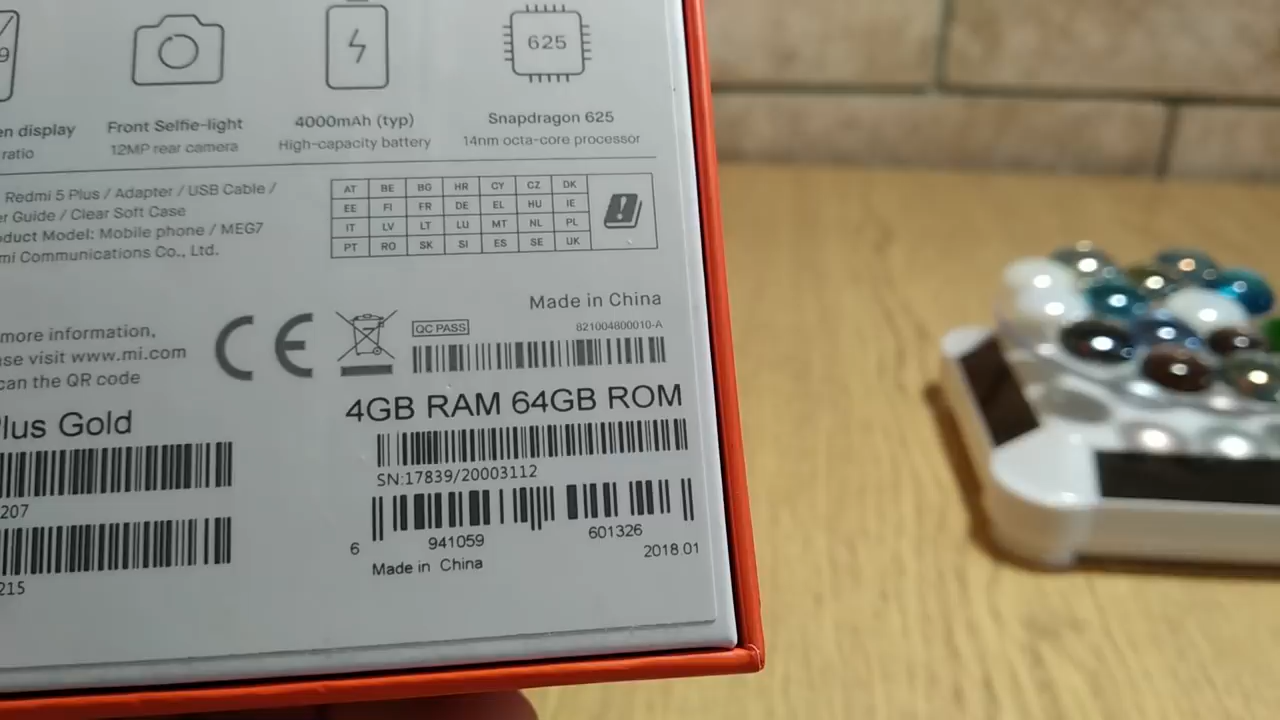 9
625
en display
ratio
Front Selfie-light
12MP rear camera
4000mAh (typ)
High-capacity battery
Snapdragon 625
14nm octa-core processor
Redmi 5 Plus / Adapter / USB Cable /
er Guide / Clear Soft Case
oduct Model: Mobile phone / MEG7
mi Communications Co., Ltd.
AT BE BG HR CY CZ DK
EE FI FR DE EL HU IE
IT LV LT LU MT NL PL
PT RO SK SI ES SE UK
Made in China
821004800010-A
QC PASS
more information,
ase visit www.mi.com
can the QR code
CE
lus Gold
207
215
4GB RAM 64GB ROM
SN:17839/20003112
6 941059 601326
Made in China
2018.01